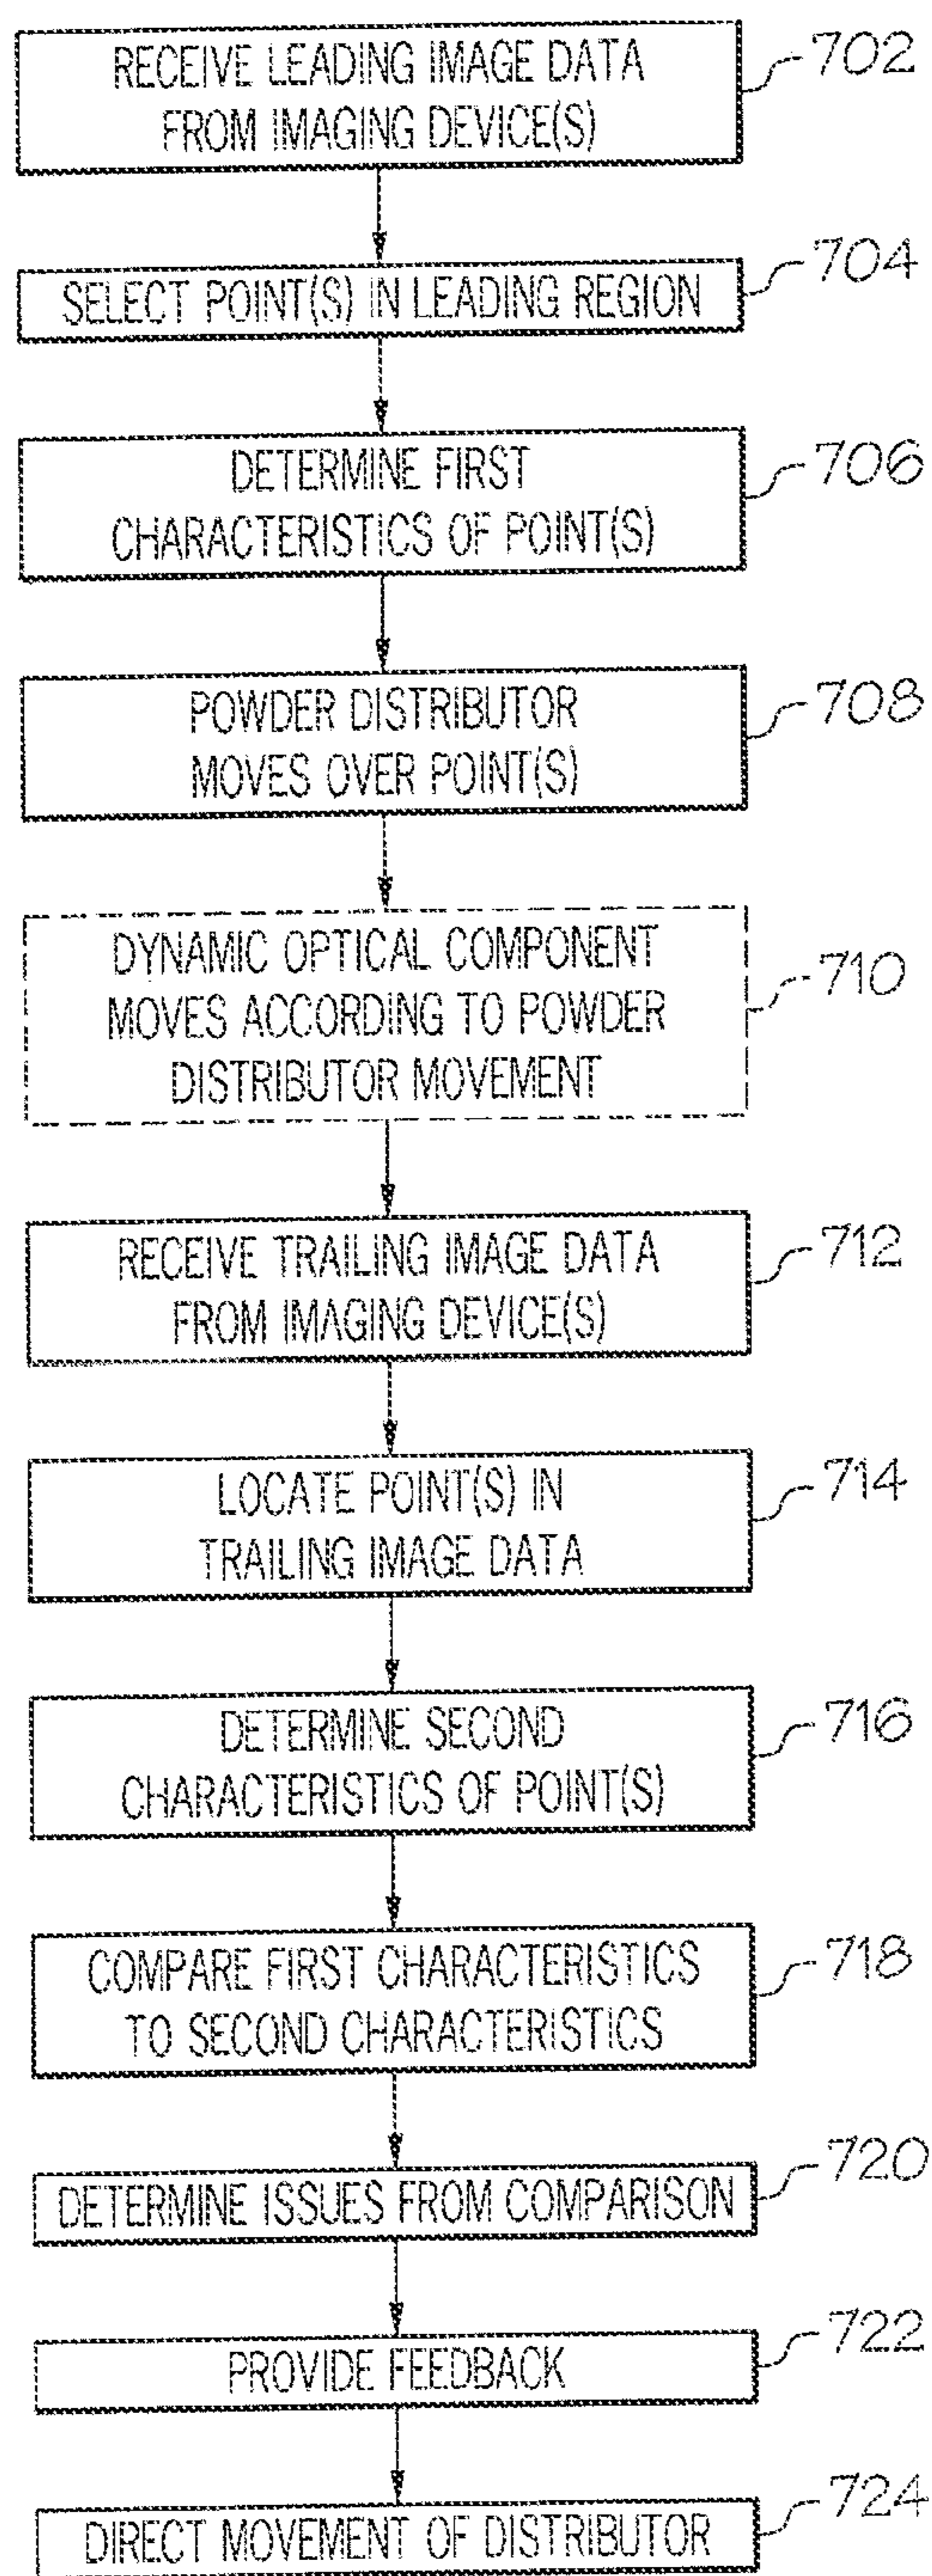 RECEIVE LEADING IMAGE DATA
FROM IMAGING DEVICE(S)
702
SELECT POINT(S) IN LEADING REGION
704
DETERMINE FIRST
CHARACTERISTICS OF POINT(S)
706
POWDER DISTRIBUTOR
MOVES OVER POINT(S)
708
DYNAMIC OPTICAL COMPONENT
MOVES ACCORDING TO POWDER
DISTRIBUTOR MOVEMENT
710
RECEIVE TRAILING IMAGE DATA
FROM IMAGING DEVICE(S)
712
LOCATE POINT(S) IN
TRAILING IMAGE DATA
714
DETERMINE SECOND
CHARACTERISTICS OF POINT(S)
716
COMPARE FIRST CHARACTERISTICS
TO SECOND CHARACTERISTICS
718
DETERMINE ISSUES FROM COMPARISON
720
PROVIDE FEEDBACK
722
DIRECT MOVEMENT OF DISTRIBUTOR
724